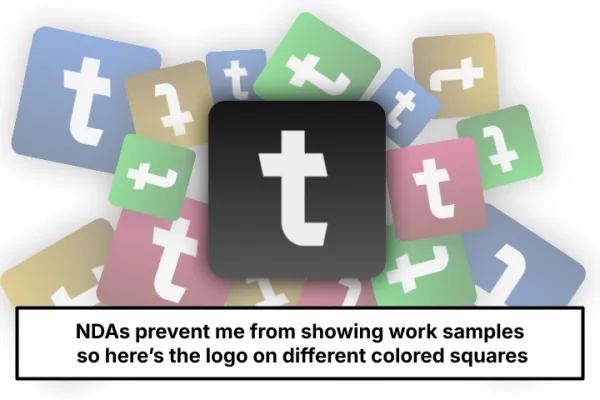 t
NDAs prevent me from showing work samples
so here’s the logo on different colored squares